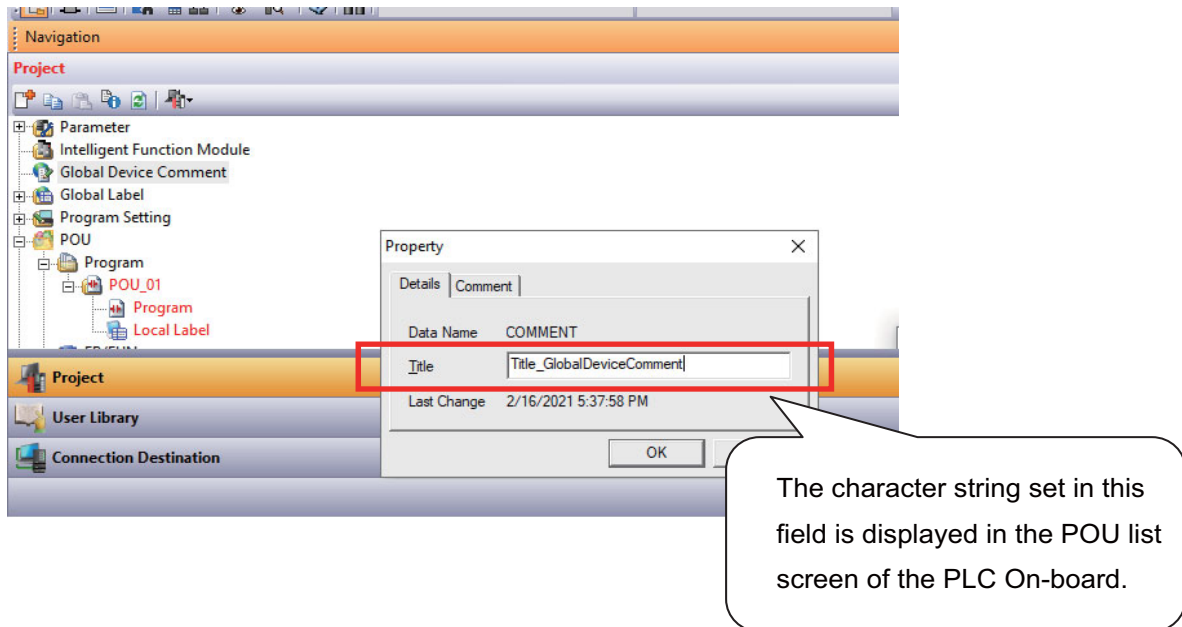 Navigation
Project
Parameter
Intelligent Function Module
Global Device Comment
Global Label
Program Setting
POU
Program
POU_01
Program
Local Label
Project
User Library
Connection Destination
Property
Details Comment
Data Name COMMENT
Title Title_GlobalDeviceComment
Last Change 2/16/2021 5:37:58 PM
OK
The character string set in this
field is displayed in the POU list
screen of the PLC On-board.